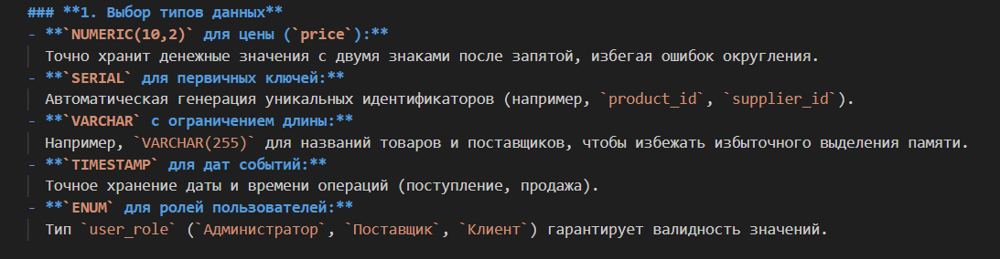 ### **1. Выбор типов данных**
- **`NUMERIC(10,2)` для цены (`price`):**
Точно хранит денежные значения с двумя знаками после запятой, избегая ошибок округления.
- **`SERIAL` для первичных ключей:**
Автоматическая генерация уникальных идентификаторов (например, `product_id`, `supplier_id`).
- **`VARCHAR` с ограничением длины:**
Например, `VARCHAR(255)` для названий товаров и поставщиков, чтобы избежать избыточного выделения памяти.
- **`TIMESTAMP` для дат событий:**
Точное хранение даты и времени операций (поступление, продажа).
- **`ENUM` для ролей пользователей:**
Тип `user_role` (`Администратор`, `Поставщик`, `Клиент`) гарантирует валидность значений.